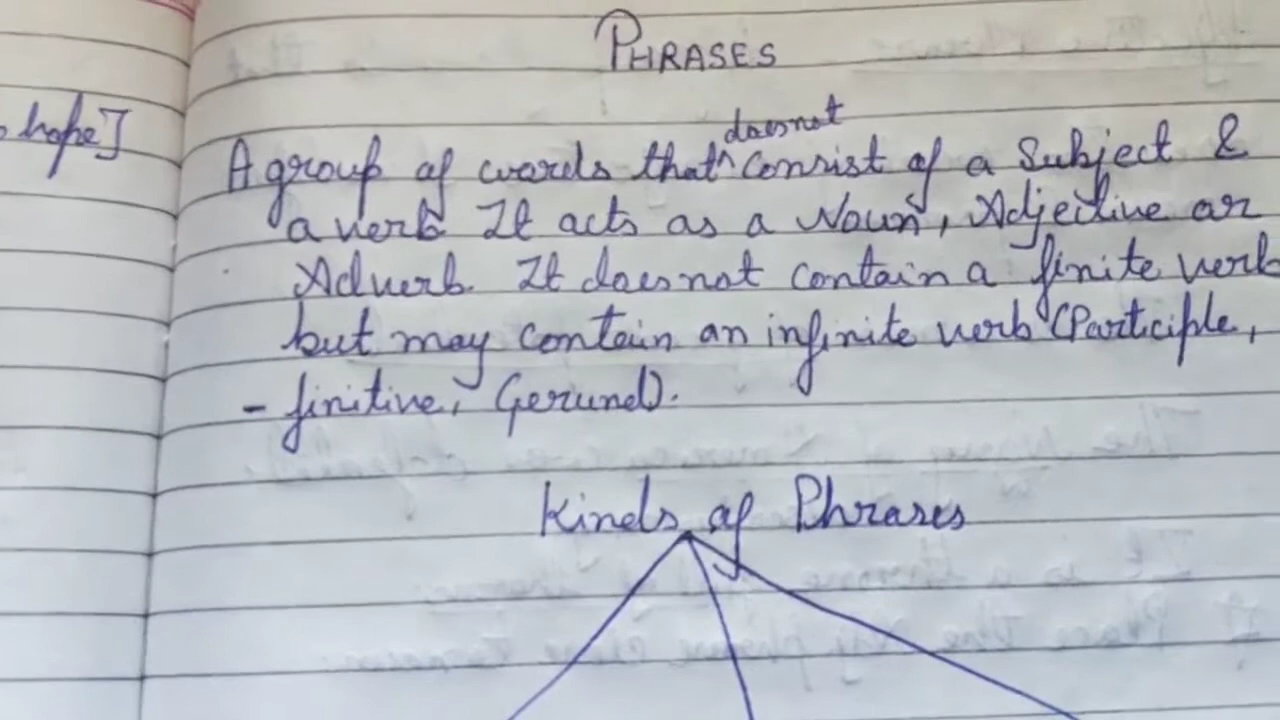 PHRASES
hope]
A group of words that ^ does not consist of a Subject &
a verb. It acts as a Noun, Adjective or
Adverb. It does not contain a finite verb
but may contain an infinite verb (Participle,
- finitive, Gerund).
Kinds of Phrases